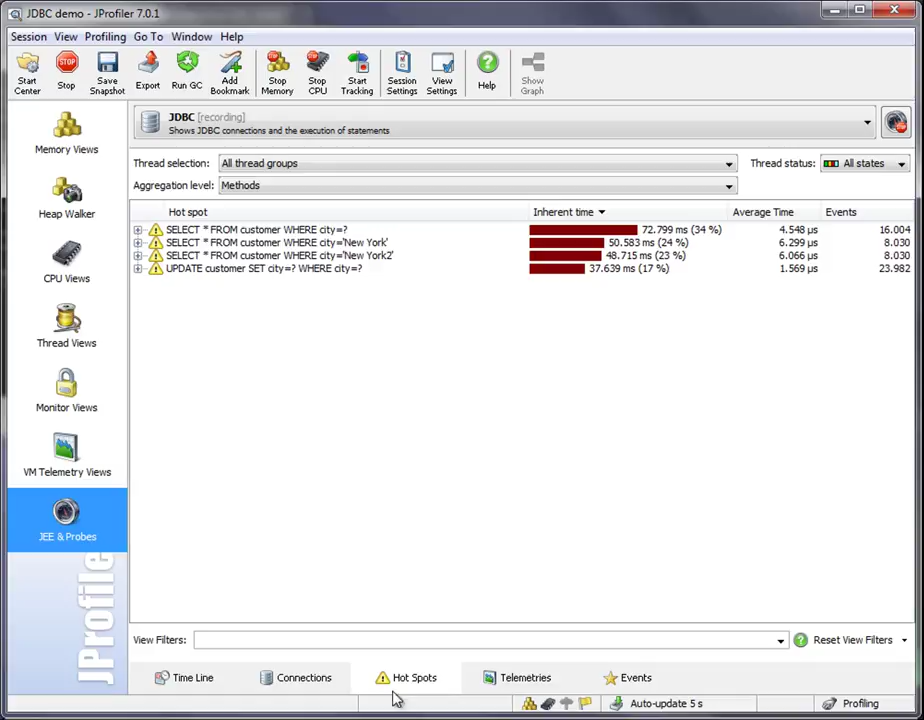 JDBC demo - JProfiler 7.0.1
Session View Profiling Go To Window Help
Start Center
Stop
Save Snapshot
Export
Run GC
Add Bookmark
Stop Memory
Stop CPU
Start Tracking
Session Settings
View Settings
Help
Show Graph
Memory Views
Heap Walker
CPU Views
Thread Views
Monitor Views
VM Telemetry Views
JEE & Probes
JProfile
JDBC [recording]
Shows JDBC connections and the execution of statements
Thread selection: All thread groups Thread status: All states
Aggregation level: Methods
Hot spot Inherent time Average Time Events
SELECT * FROM customer WHERE city=? 72.799 ms (34 %) 4.548 µs 16.004
SELECT * FROM customer WHERE city='New York' 50.583 ms (24 %) 6.299 µs 8.030
SELECT * FROM customer WHERE city='New York2' 48.715 ms (23 %) 6.066 µs 8.030
UPDATE customer SET city=? WHERE city=? 37.639 ms (17 %) 1.569 µs 23.982
View Filters: Reset View Filters
Time Line Connections Hot Spots Telemetries Events
Auto-update 5 s Profiling